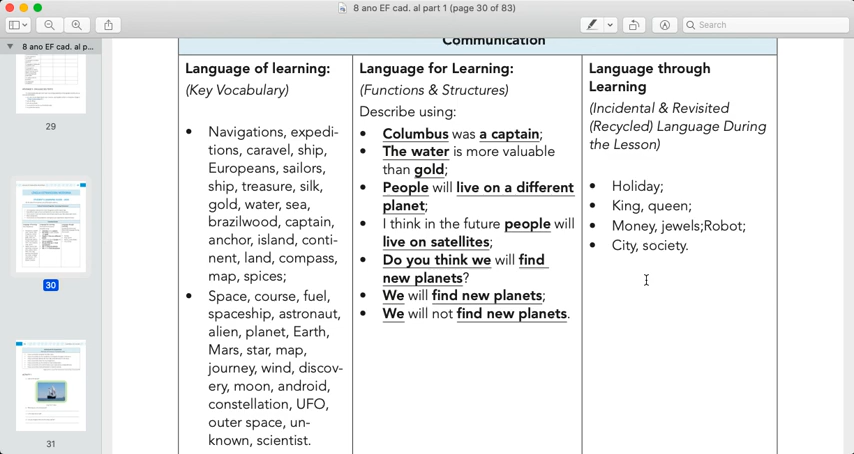 8 ano EF cad. al part 1 (page 30 of 83)
Search
8 ano EF cad. al p...
29
30
31
Communication
Language of learning:
(Key Vocabulary)
• Navigations, expedi-
tions, caravel, ship,
Europeans, sailors,
ship, treasure, silk,
gold, water, sea,
brazilwood, captain,
anchor, island, conti-
nent, land, compass,
map, spices;
• Space, course, fuel,
spaceship, astronaut,
alien, planet, Earth,
Mars, star, map,
journey, wind, discov-
ery, moon, android,
constellation, UFO,
outer space, un-
known, scientist.
Language for Learning:
(Functions & Structures)
Describe using:
• Columbus was a captain;
• The water is more valuable
than gold;
• People will live on a different
planet;
• I think in the future people will
live on satellites;
• Do you think we will find
new planets?
• We will find new planets;
• We will not find new planets.
Language through
Learning
(Incidental & Revisited
(Recycled) Language During
the Lesson)
• Holiday;
• King, queen;
• Money, jewels;Robot;
• City, society.